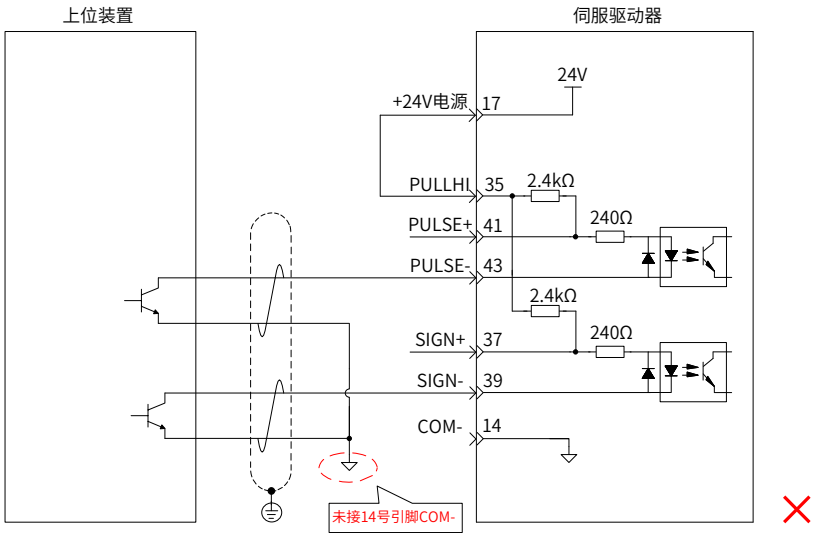 上位装置
伺服驱动器
24V
+24V电源
17
PULLHI
35
2.4kΩ
PULSE+
41
240Ω
PULSE-
43
2.4kΩ
SIGN+
37
240Ω
SIGN-
39
COM-
14
未接14号引脚COM-